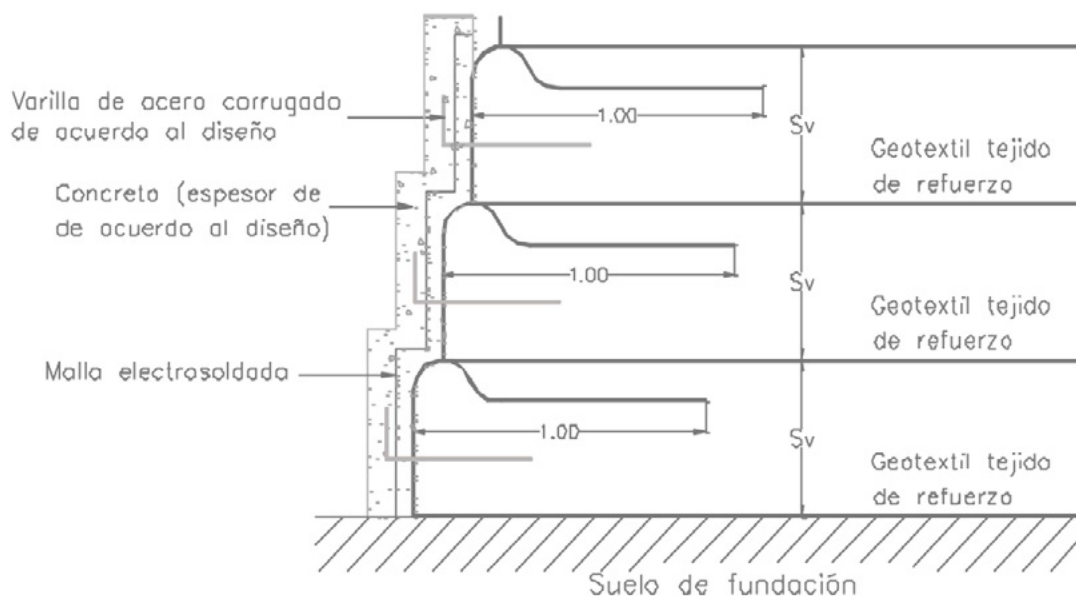 Varilla de acero corrugado
de acuerdo al diseño
Concreto (espesor de
de acuerdo al diseño)
Malla electrosoldada
1.00
Sv
Geotextil tejido
de refuerzo
1.00
Sv
Geotextil tejido
de refuerzo
1.00
Sv
Geotextil tejido
de refuerzo
Suelo de fundación